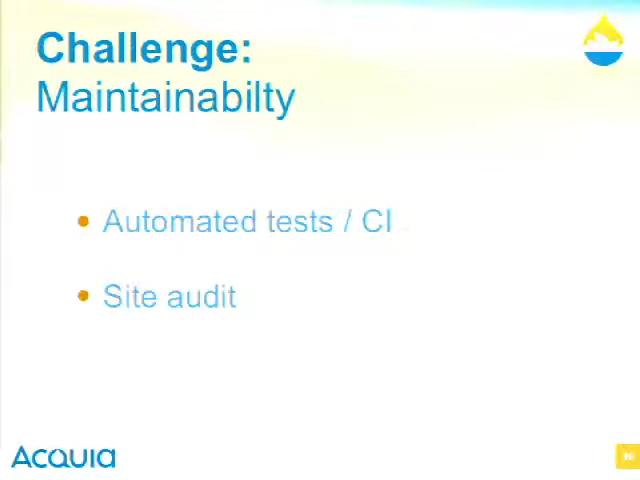 Challenge:
Maintainabilty
Automated tests / CI
Site audit
Acquia